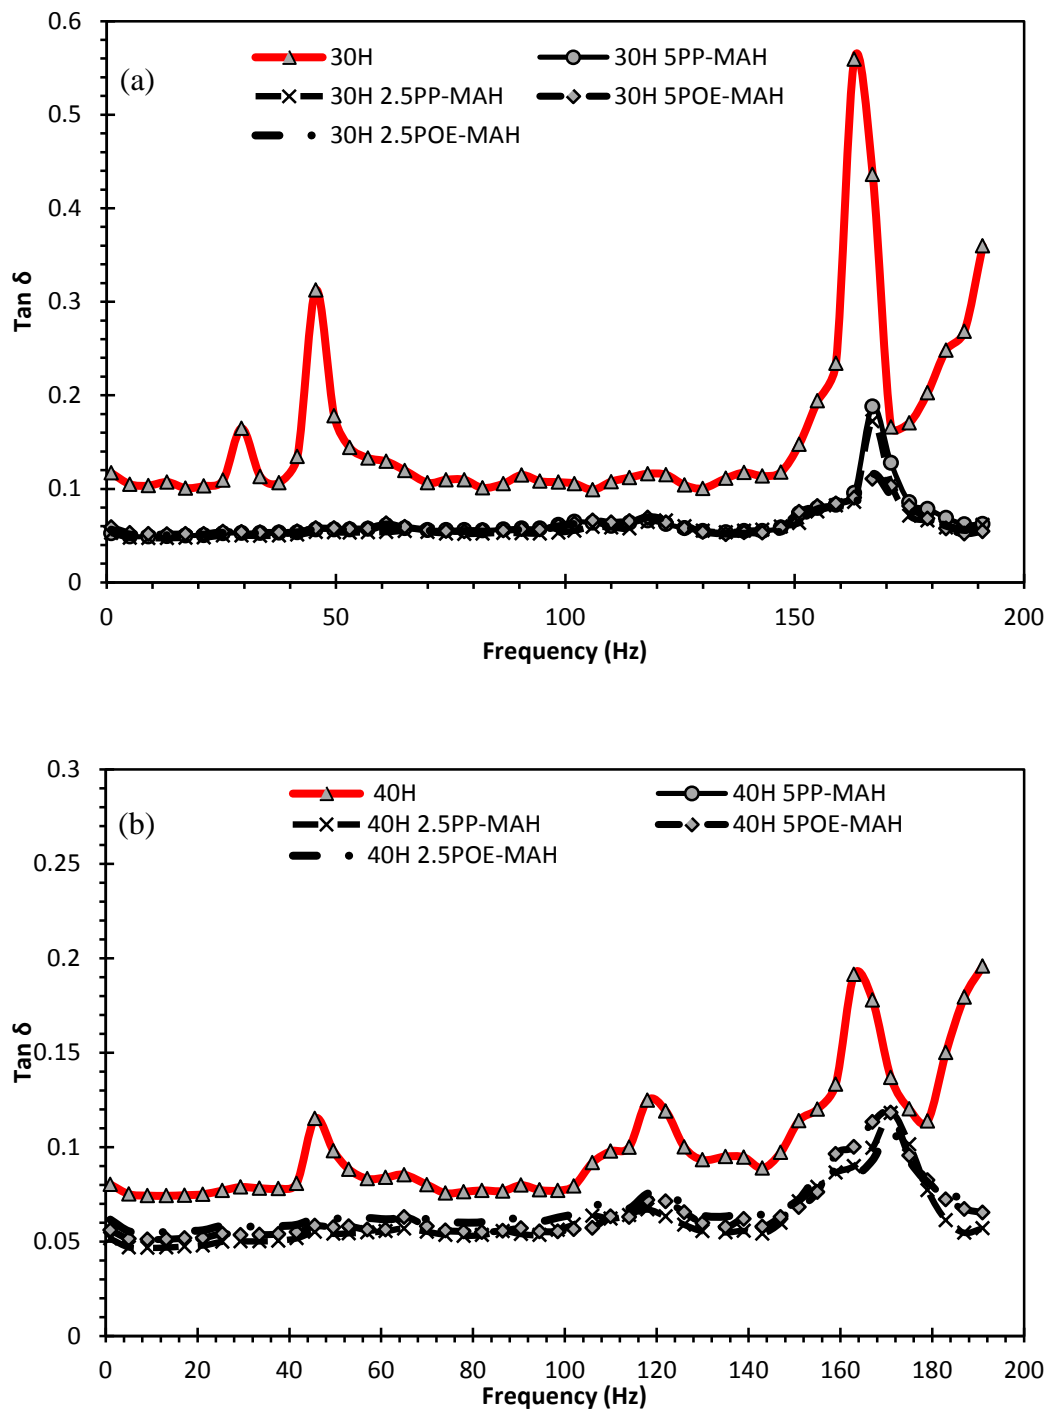 0.6
30H 30H 5PP-MAH
(a)
30H 2.5PP-MAH 30H 5POE-MAH
0.5
30H 2.5POE-MAH
0.4
Tan δ
0.3
0.2
0.1
0
0 50 100 150 200
Frequency (Hz)
0.3
40H 40H 5PP-MAH
(b)
40H 2.5PP-MAH 40H 5POE-MAH
40H 2.5POE-MAH
0.25
0.2
Tan δ
0.15
0.1
0.05
0
0 20 40 60 80 100 120 140 160 180 200
Frequency (Hz)